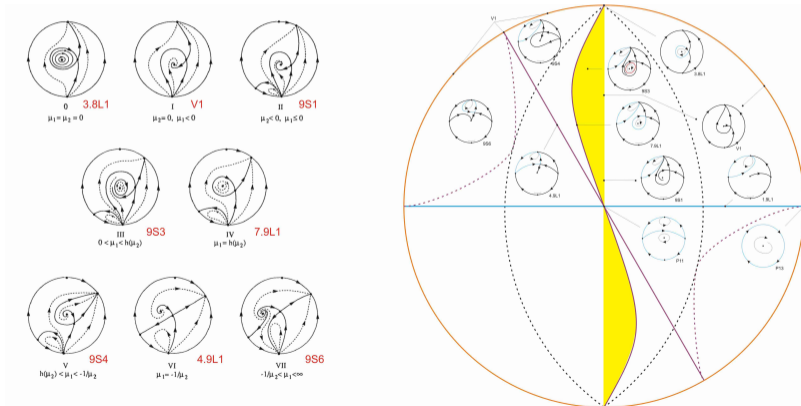 0 3.8L1
μ₁ = μ₂ = 0
I V1
μ₂= 0, μ₁< 0
II 9S1
μ₂< 0, μ₁≤ 0
III 9S3
0 < μ₁< h(μ₂)
IV 7.9L1
μ₁= h(μ₂)
V 9S4
h(μ₂) < μ₁< -1/μ₂
VI 4.9L1
μ₁= -1/μ₂
VII 9S6
-1/μ₂< μ₁<∞
V1
9S4
3.8L1
9S3
9S6
7.9L1
V1
4.9L1
9S1
1.8L1
P11
P13